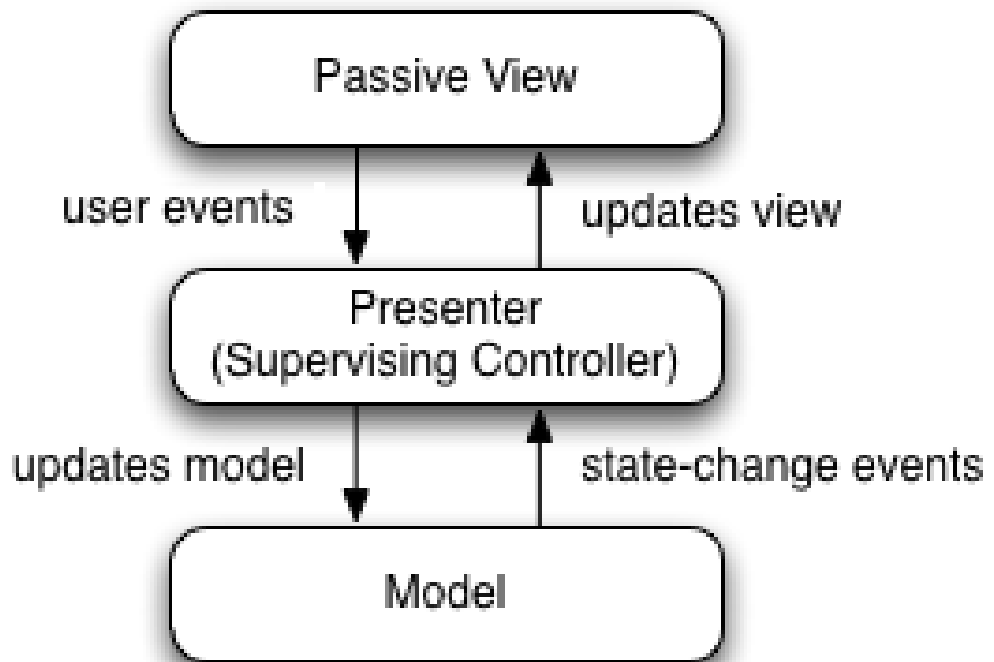 Passive View
user events
updates view
Presenter
(Supervising Controller)
updates model
state-change events
Model